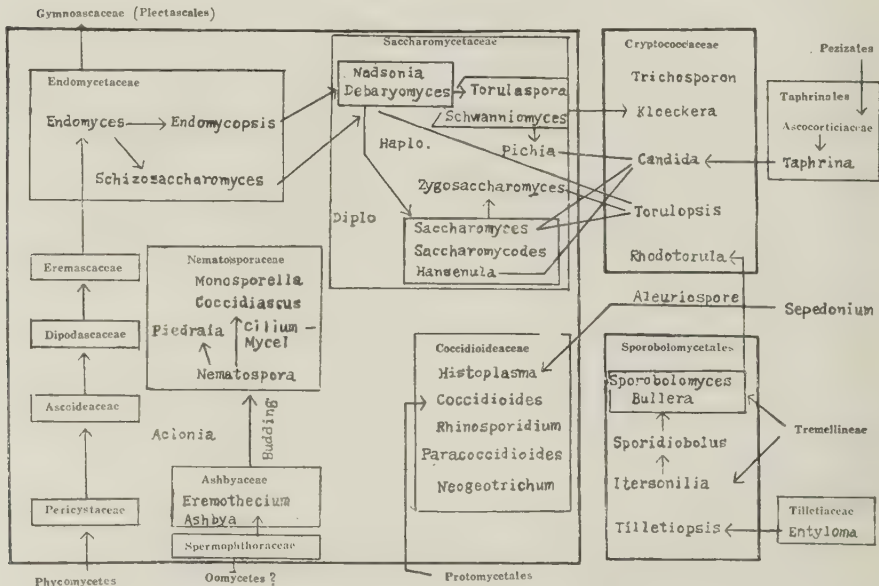 Gymnoascaceae (Plectascales)
Endomycetaceae
Endomyces
Endomycopsis
Schizosaccharomyces
Eremascaceae
Dipodascaceae
Ascoideaceae
Pericystaceae
Phycomycetes
Nematosporaceae
Monosporella
Coccidiascus
Piedraia
Cilium -
Mycel
Nematospora
Aclonia
Budding
Ashbyaceae
Eremothecium
Ashbya
Spermophthoraceae
Oomycetes ?
Saccharomycetaceae
Nadsonia
Debaryomyces
Torulaspora
Schwanniomyces
Haplo.
Pichia
Zygosaccharomyces
Diplo
Saccharomyces
Saccharomycodes
Hansenula
Cryptococcaceae
Trichosporon
Kloeckera
Candida
Torulopsis
Rhodotorula
Pezizales
Taphrinales
Ascocorticiaceae
Taphrina
Aleuriospore
Sepedonium
Coccidioideaceae
Histoplasma
Coccidioides
Rhinosporidium
Paracoccidioides
Neogeotrichum
Protomycetales
Sporobolomycetales
Sporobolomyces
Bullera
Sporidiobolus
Itersonilia
Tilletiopsis
Tremellineae
Tilletiaceae
Entyloma